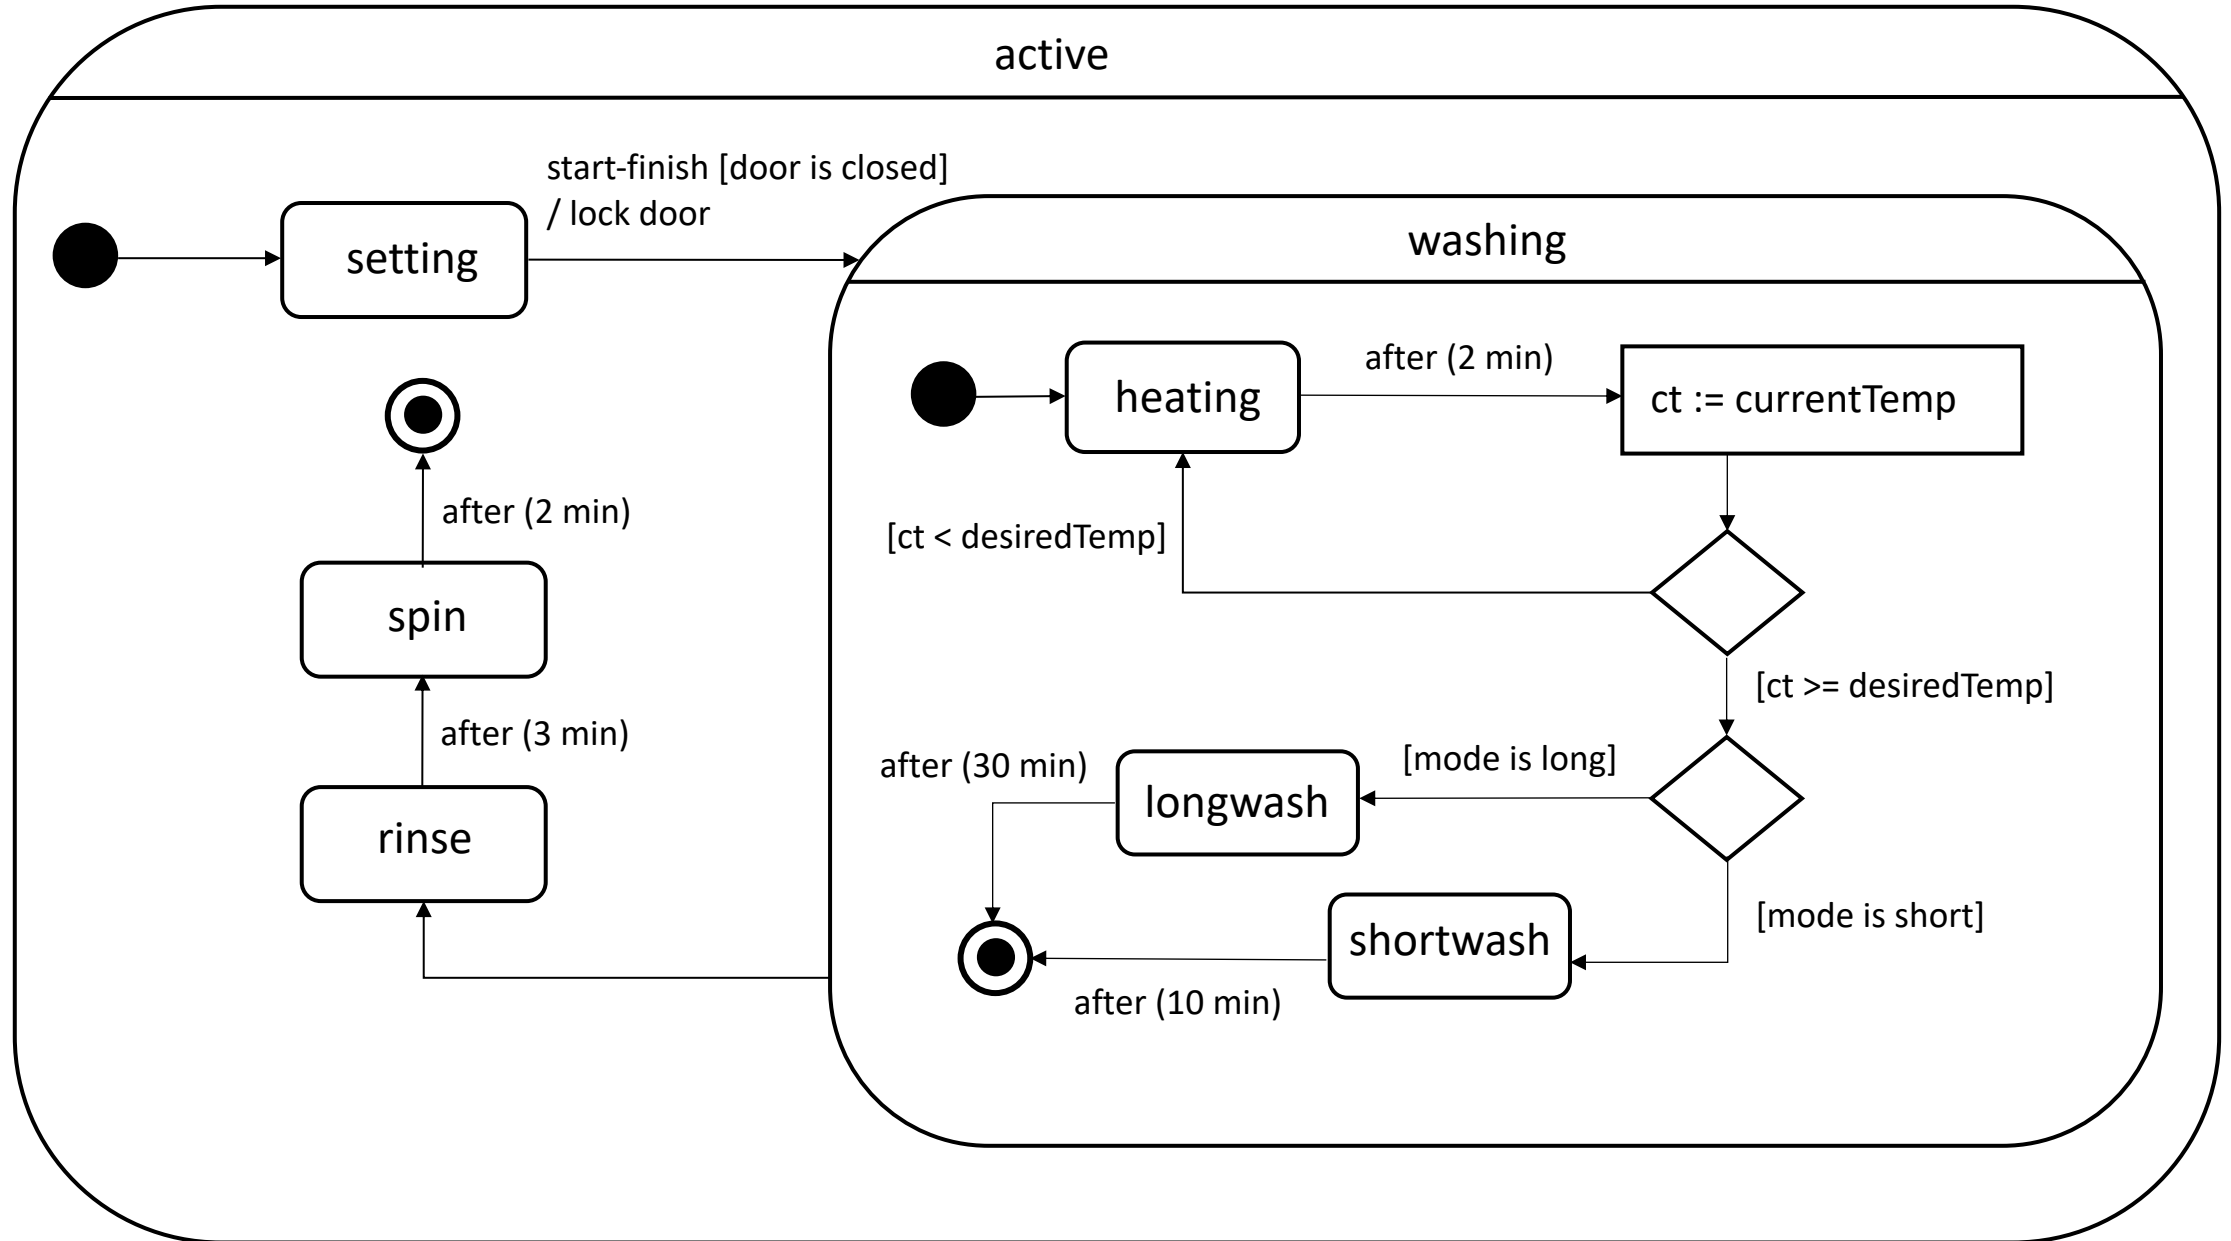 active
start-finish [door is closed]
/ lock door
setting
washing
after (2 min)
heating
ct := currentTemp
after (2 min)
[ct < desiredTemp]
spin
[ct >= desiredTemp]
after (3 min)
[mode is long]
after (30 min)
longwash
rinse
[mode is short]
shortwash
after (10 min)